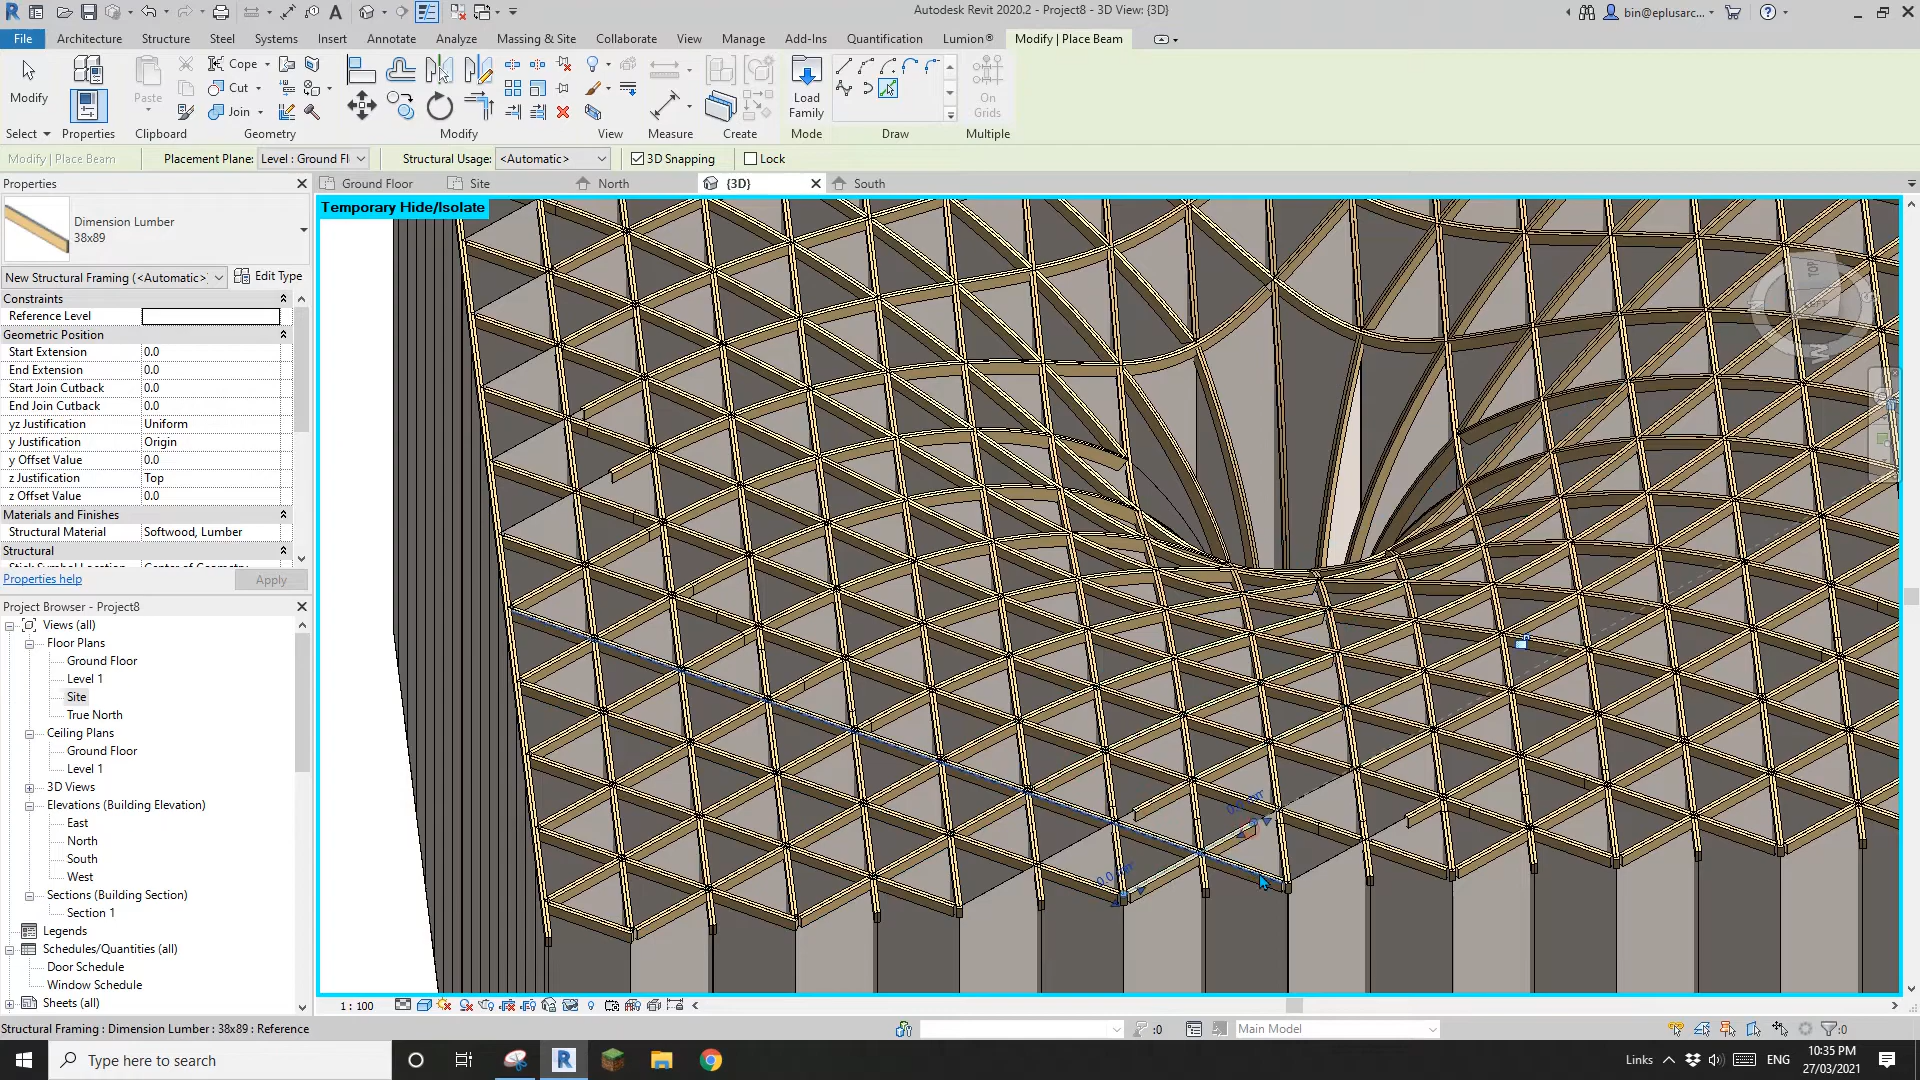 Autodesk Revit 2020.2 - Project8 - 3D View: {3D}
bin@eplusarc...
File Architecture Structure Steel Systems Insert Annotate Analyze Massing & Site Collaborate View Manage Add-Ins Quantification Lumion® Modify | Place Beam
Modify
Paste
Cope
Cut
Join
Load Family
On Grids
Select Properties Clipboard Geometry Modify View Measure Create Mode Draw Multiple
Modify | Place Beam Placement Plane: Level : Ground Fl Structural Usage: <Automatic> 3D Snapping Lock
Properties
Ground Floor Site North {3D} South
Temporary Hide/Isolate
Dimension Lumber
38x89
New Structural Framing (<Automatic>) Edit Type
Constraints
Reference Level
Geometric Position
Start Extension 0.0
End Extension 0.0
Start Join Cutback 0.0
End Join Cutback 0.0
yz Justification Uniform
y Justification Origin
y Offset Value 0.0
z Justification Top
z Offset Value 0.0
Materials and Finishes
Structural Material Softwood, Lumber
Structural
Properties help Apply
Project Browser - Project8
Views (all)
Floor Plans
Ground Floor
Level 1
Site
True North
Ceiling Plans
Ground Floor
Level 1
3D Views
Elevations (Building Elevation)
East
North
South
West
Sections (Building Section)
Section 1
Legends
Schedules/Quantities (all)
Door Schedule
Window Schedule
Sheets (all)
TOP
W
1 : 100
Structural Framing : Dimension Lumber : 38x89 : Reference
:0
Main Model
:0
Type here to search
Links
ENG
10:35 PM
27/03/2021